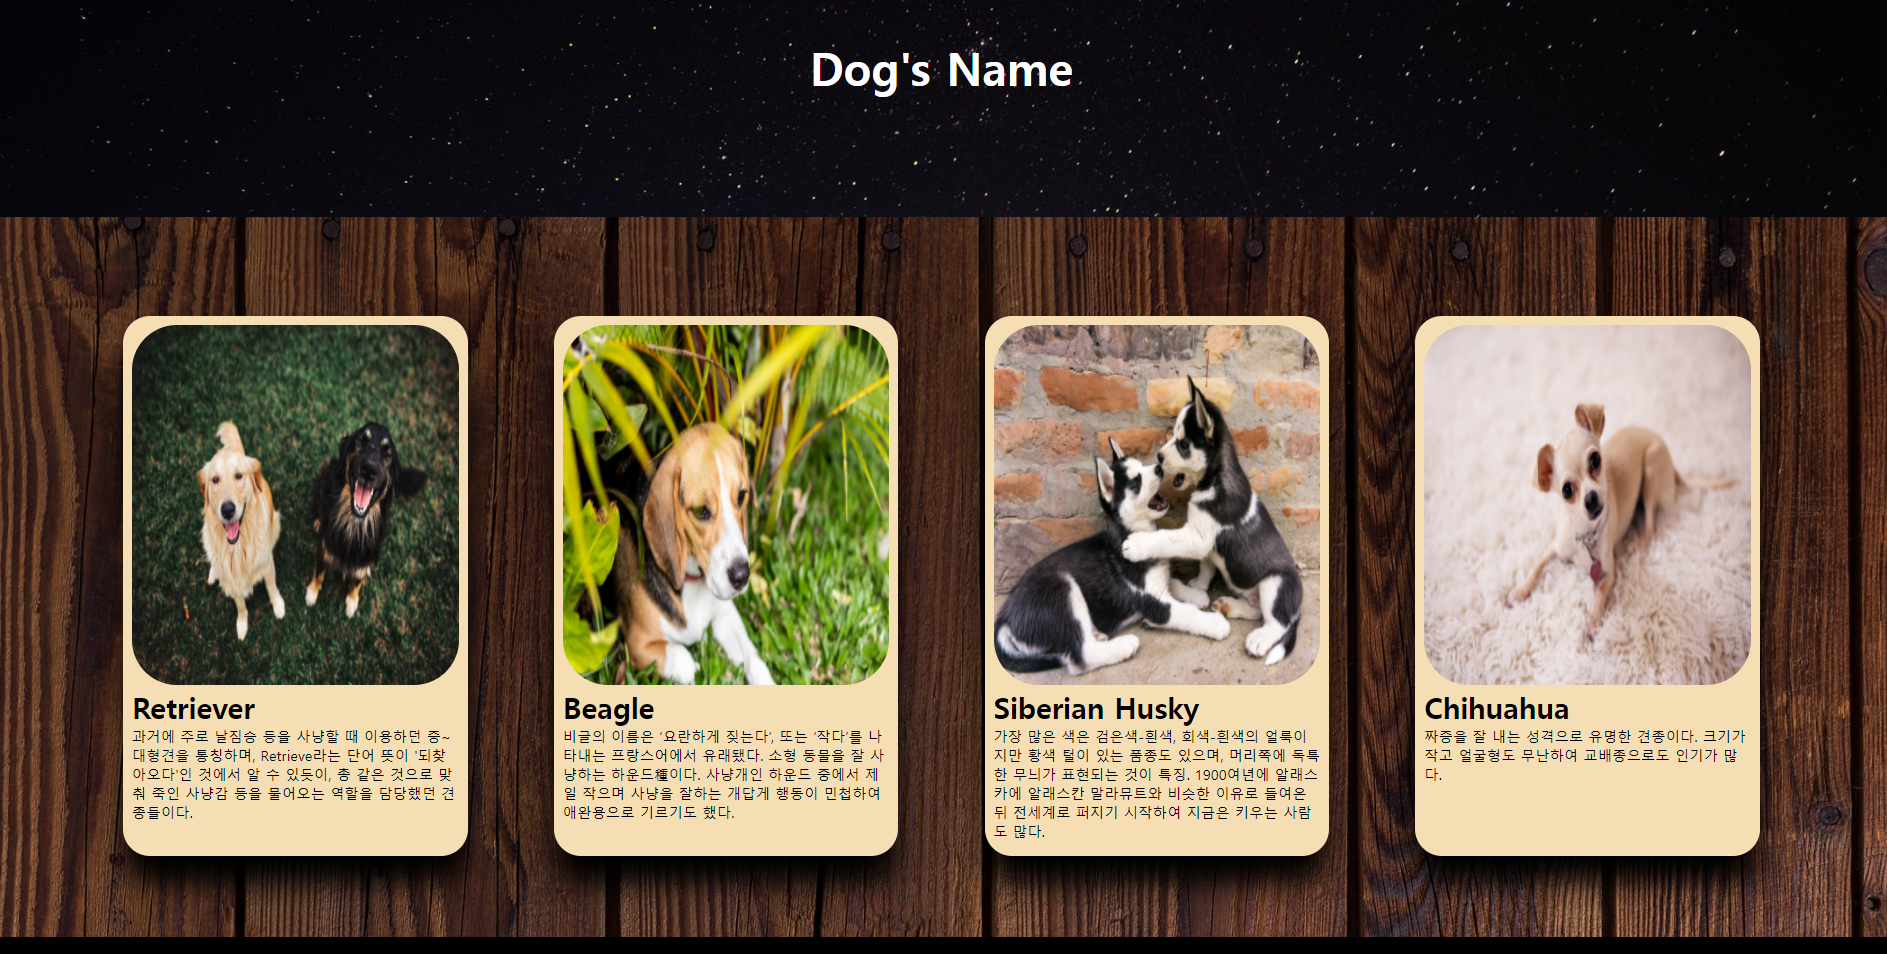 Dog's Name
Retriever
과거에 주로 날짐승 등을 사냥할 때 이용하던 중~
대형견을 통칭하며, Retrieve라는 단어 뜻이 '되찾
아오다'인 것에서 알 수 있듯이, 총 같은 것으로 맞
춰 죽인 사냥감 등을 물어오는 역할을 담당했던 견
종들이다.
Beagle
비글의 이름은 ‘요란하게 짖는다’, 또는 ‘작다’를 나
타내는 프랑스어에서 유래됐다. 소형 동물을 잘 사
냥하는 하운드種이다. 사냥개인 하운드 중에서 제
일 작으며 사냥을 잘하는 개답게 행동이 민첩하여
애완용으로 기르기도 했다.
Siberian Husky
가장 많은 색은 검은색-흰색, 회색-흰색의 얼룩이
지만 황색 털이 있는 품종도 있으며, 머리쪽에 독특
한 무늬가 표현되는 것이 특징. 1900여년에 알래스
카에 알래스칸 말라뮤트와 비슷한 이유로 들여온
뒤 전세계로 퍼지기 시작하여 지금은 키우는 사람
도 많다.
Chihuahua
짜증을 잘 내는 성격으로 유명한 견종이다. 크기가
작고 얼굴형도 무난하여 교배종으로도 인기가 많
다.